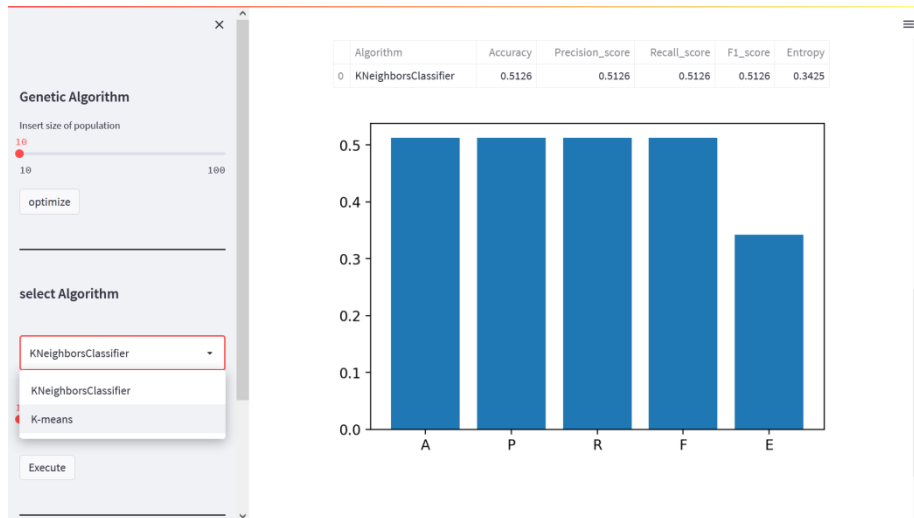 Genetic Algorithm
Insert size of population
10
10 100
optimize
select Algorithm
KNeighborsClassifier
KNeighborsClassifier
K-means
Execute
Algorithm Accuracy Precision_score Recall_score F1_score Entropy
0 KNeighborsClassifier 0.5126 0.5126 0.5126 0.5126 0.3425
0.5
0.4
0.3
0.2
0.1
0.0
A P R F E